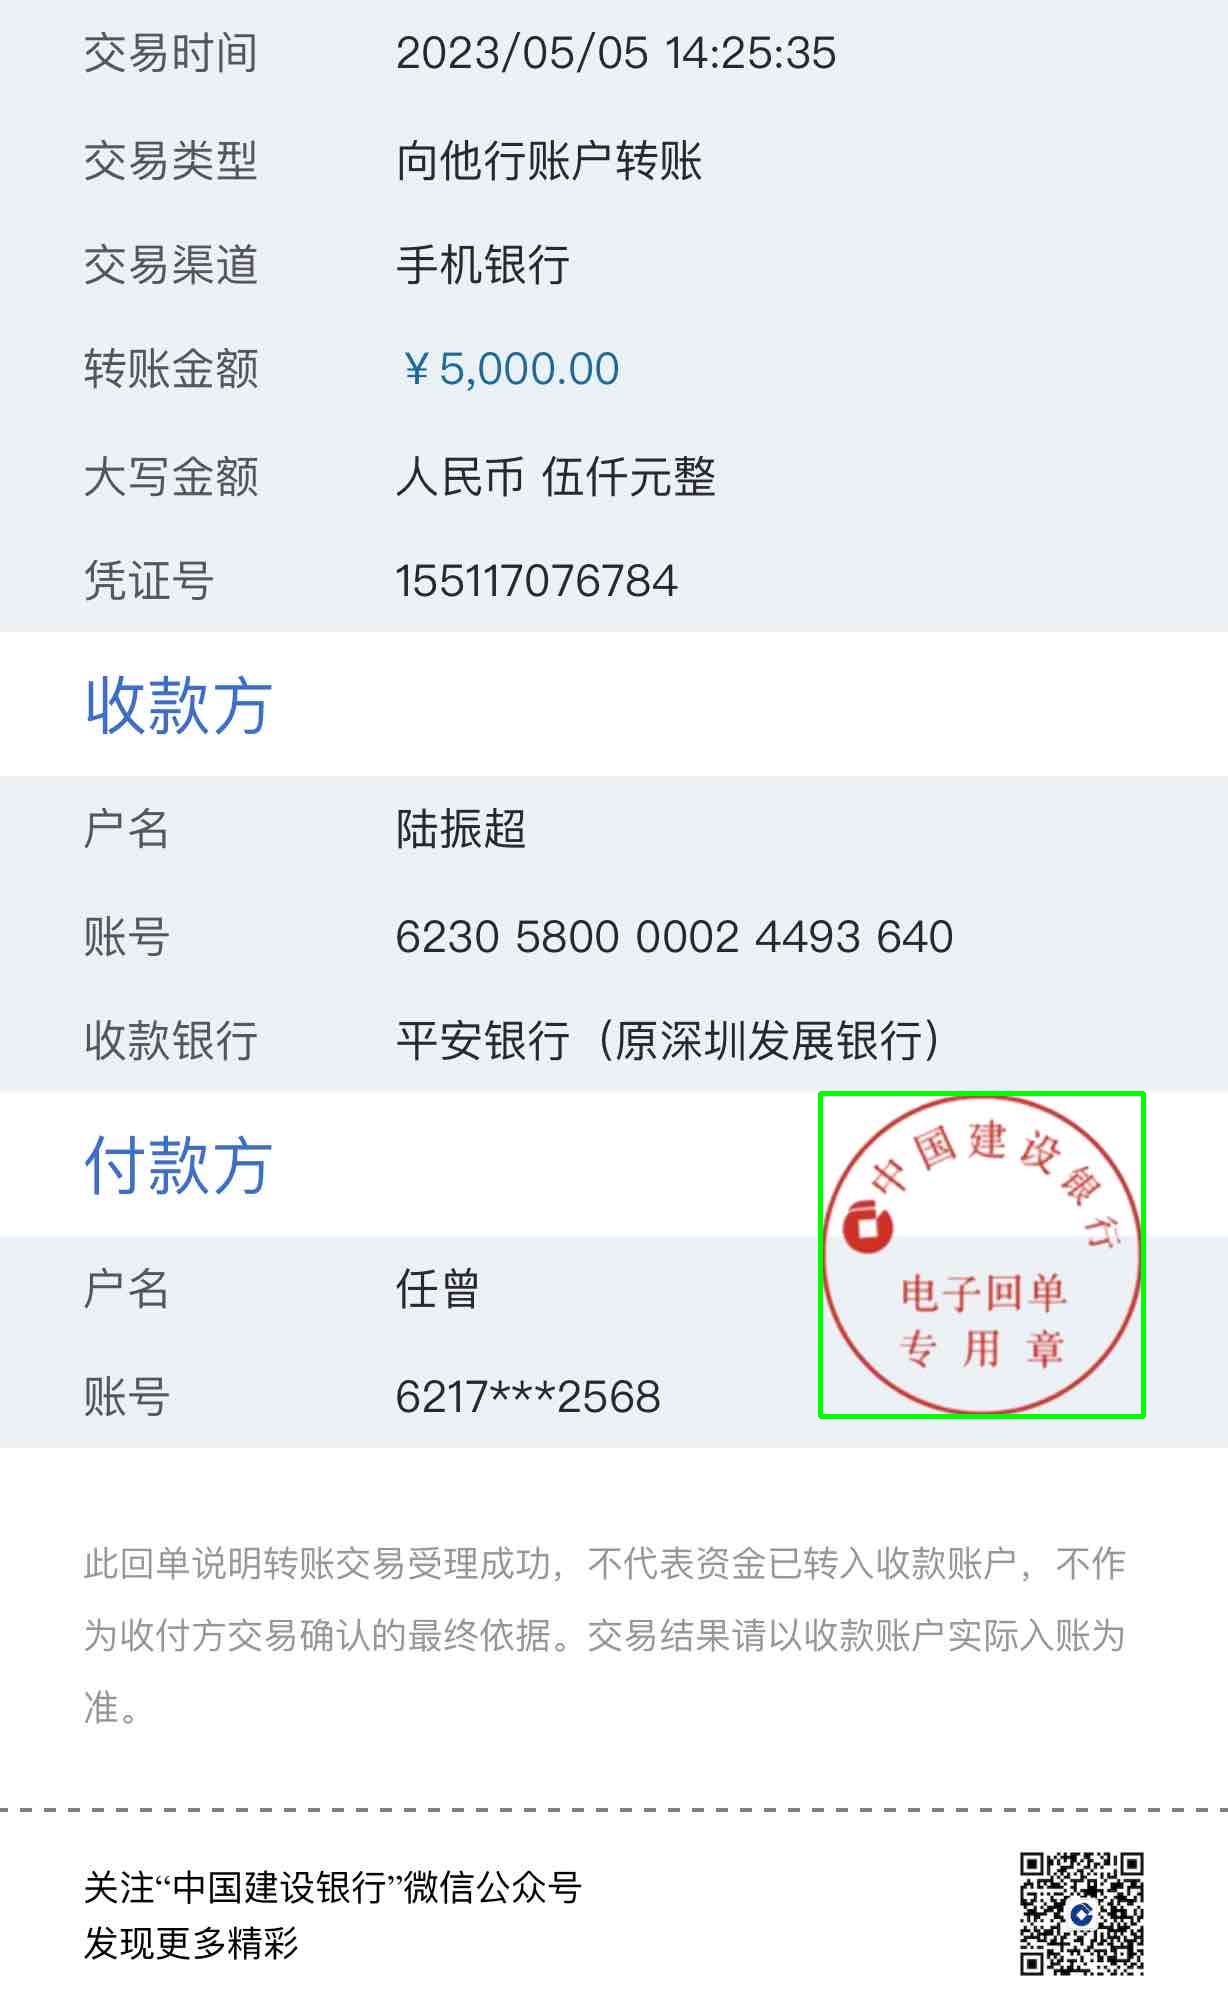 交易时间 2023/05/05 14:25:35
交易类型 向他行账户转账
交易渠道 手机银行
转账金额 ￥5,000.00
大写金额 人民币 伍仟元整
凭证号 155117076784
收款方
户名 陆振超
账号 6230 5800 0002 4493 640
收款银行 平安银行（原深圳发展银行）
付款方
中国建设银行
电子回单
专用章
户名 任曾
账号 6217***2568
此回单说明转账交易受理成功，不代表资金已转入收款账户，不作
为收付方交易确认的最终依据。交易结果请以收款账户实际入账为
准。
关注“中国建设银行”微信公众号
发现更多精彩